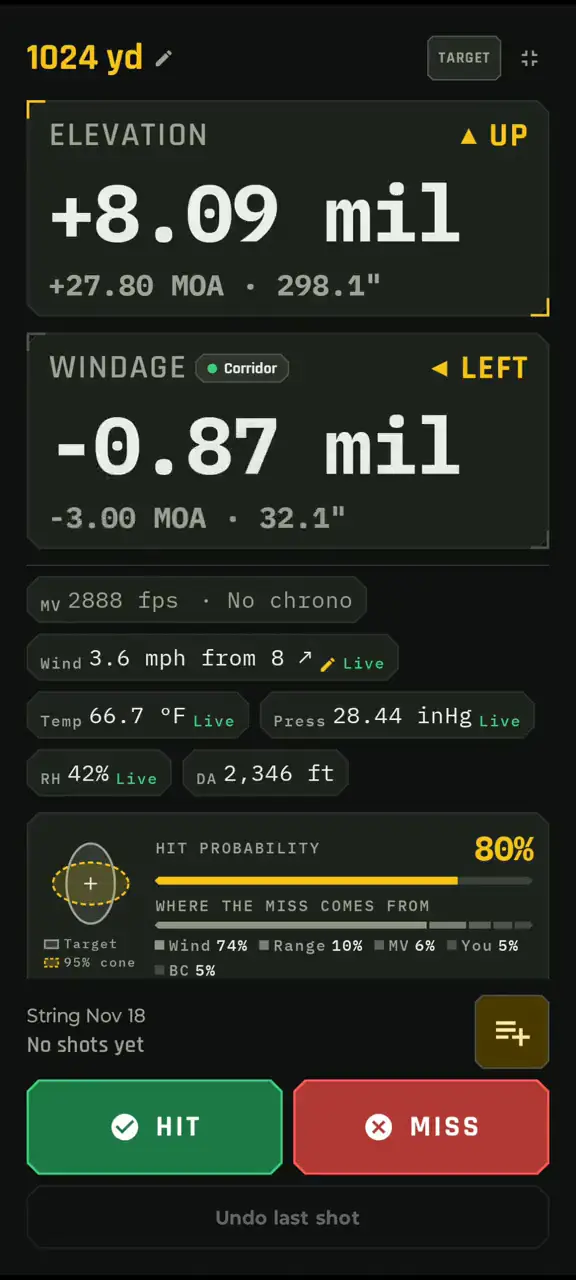 1024 yd
TARGET
ELEVATION ▲ UP
+8.09 mil
+27.80 MOA · 298.1"
WINDAGE Corridor ◄ LEFT
-0.87 mil
-3.00 MOA · 32.1"
MV 2888 fps · No chrono
Wind 3.6 mph from 8 ↗ Live
Temp 66.7 °F Live Press 28.44 inHg Live
RH 42% Live DA 2,346 ft
HIT PROBABILITY 80%
WHERE THE MISS COMES FROM
Target
95% cone
Wind 74% Range 10% MV 6% You 5%
BC 5%
String Nov 18
No shots yet
HIT MISS
Undo last shot